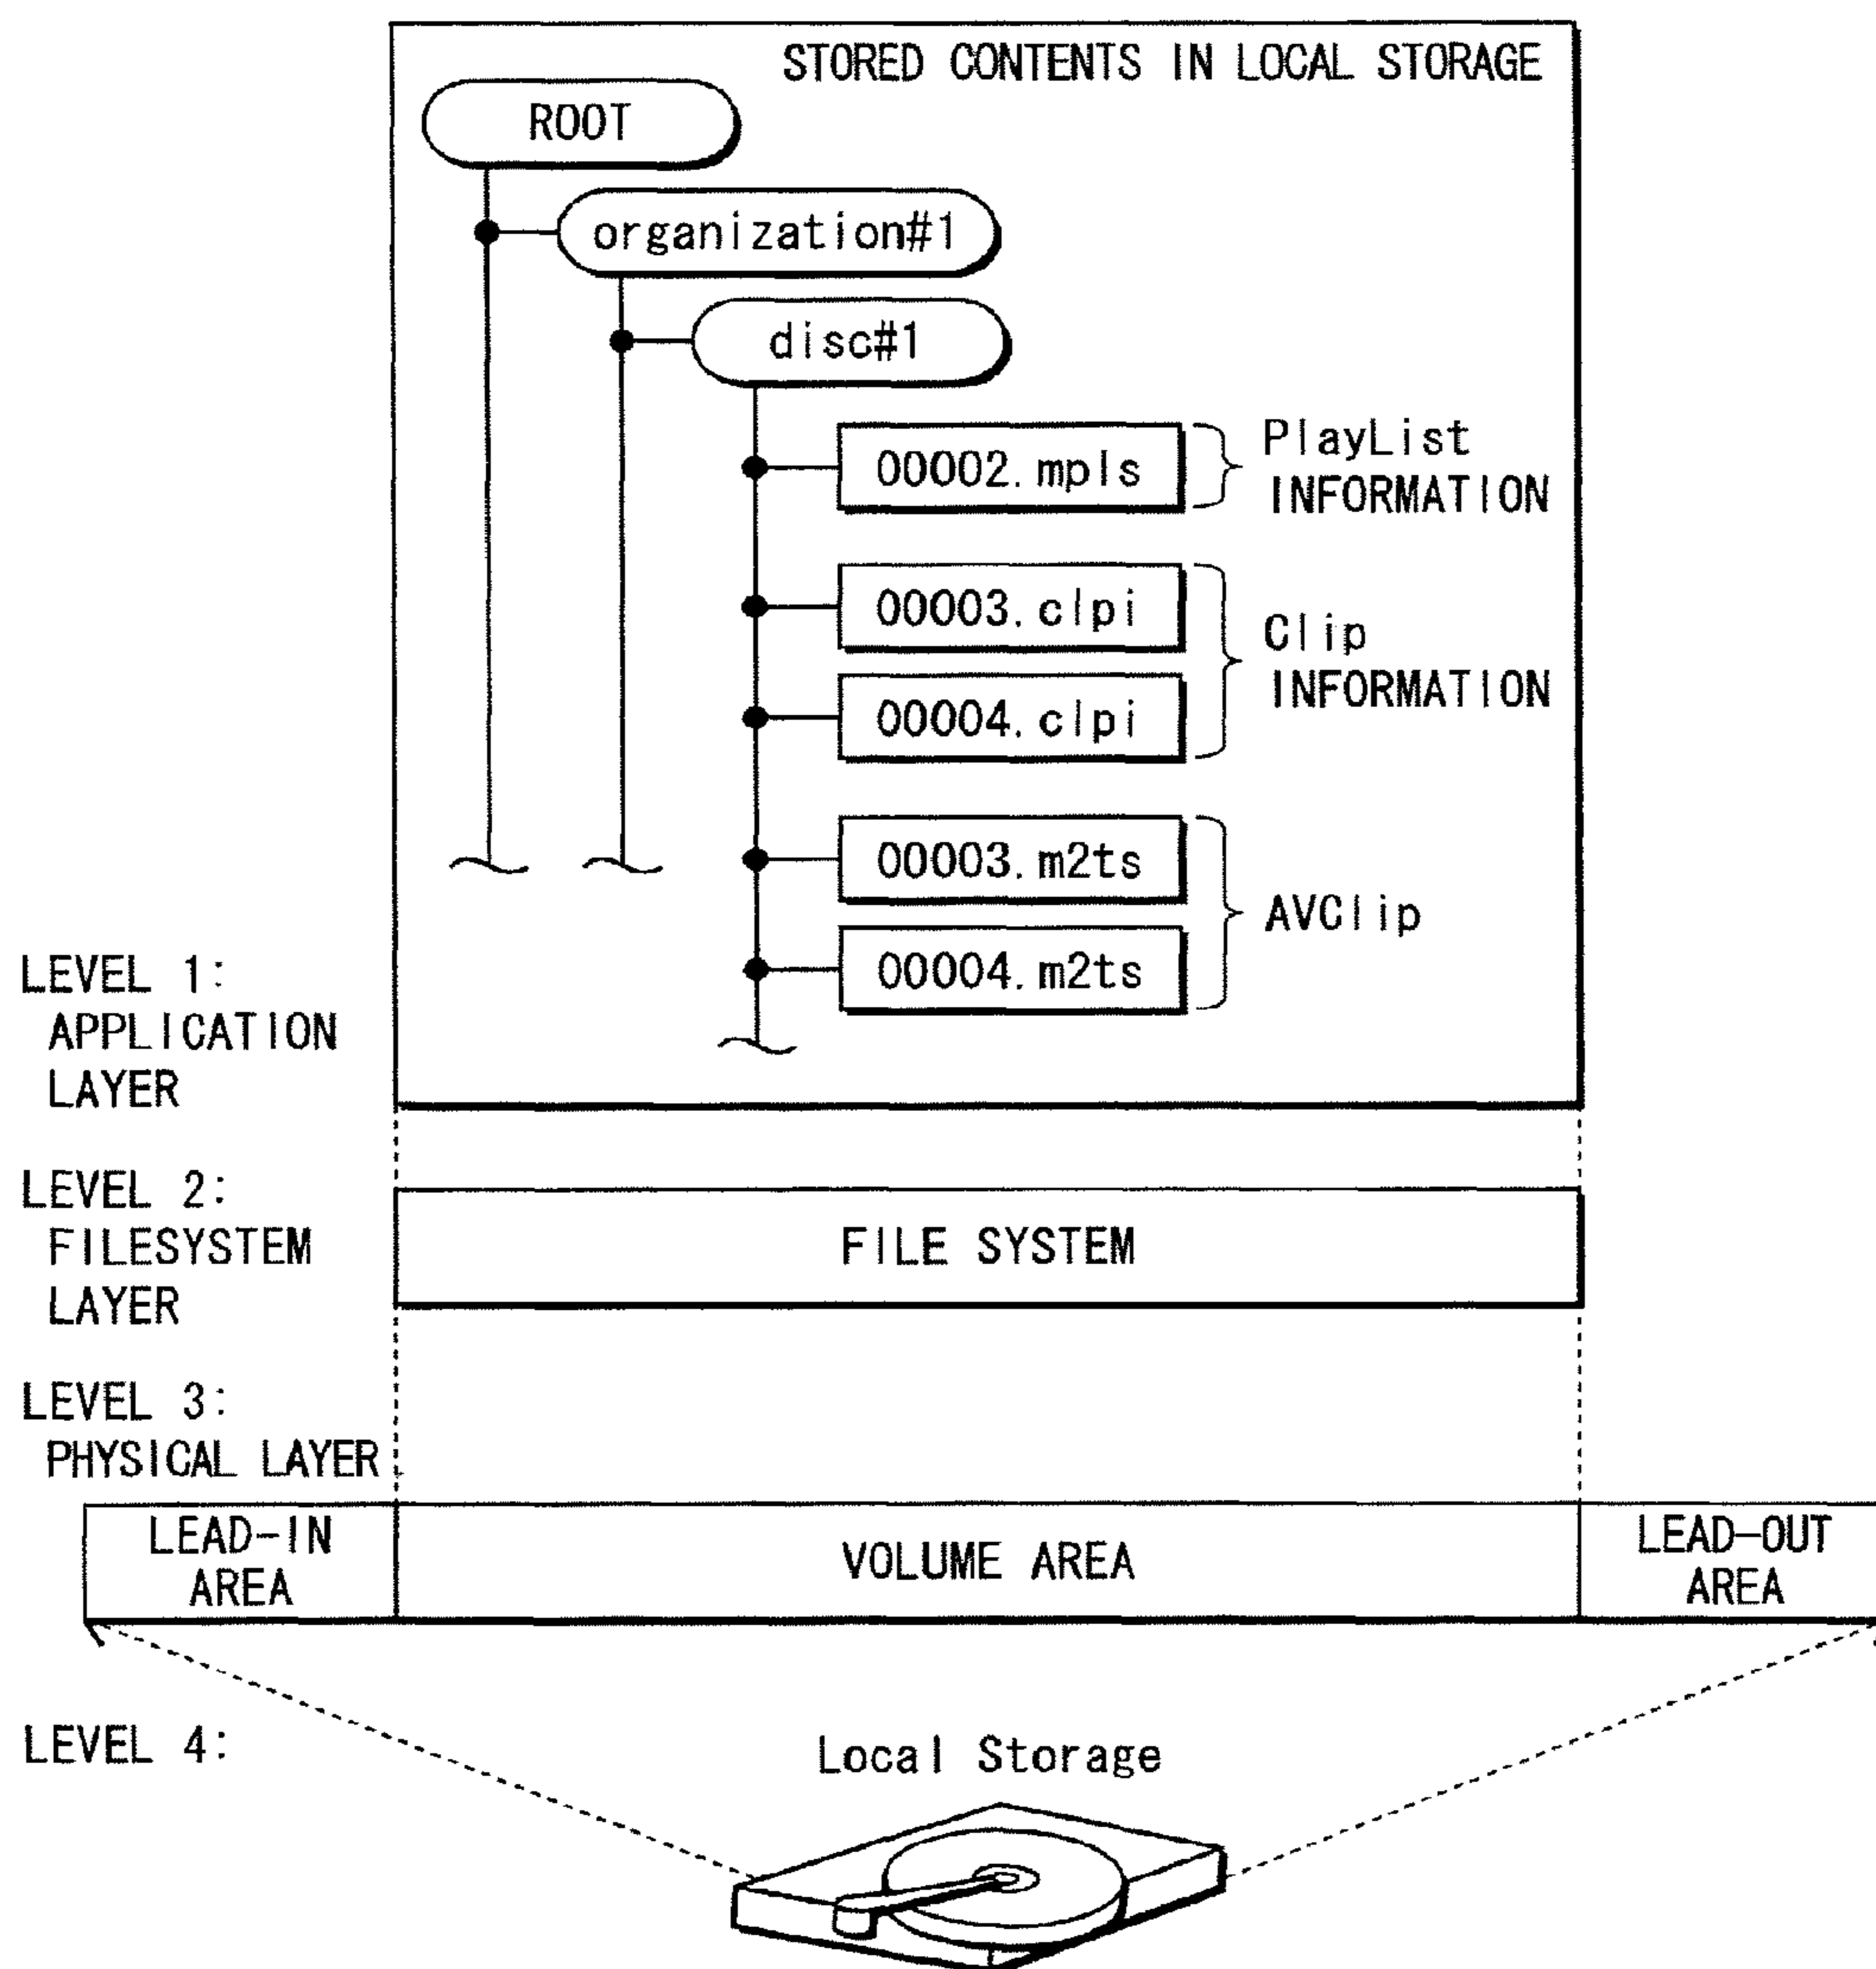 STORED CONTENTS IN LOCAL STORAGE
ROOT
organization#1
disc#1
00002.mpls
PlayList
INFORMATION
00003.clpi
00004.clpi
Clip
INFORMATION
00003.m2ts
00004.m2ts
AVClip
LEVEL 1:
APPLICATION
LAYER
LEVEL 2:
FILESYSTEM
LAYER
FILE SYSTEM
LEVEL 3:
PHYSICAL LAYER
LEAD-IN
AREA
VOLUME AREA
LEAD-OUT
AREA
LEVEL 4:
Local Storage